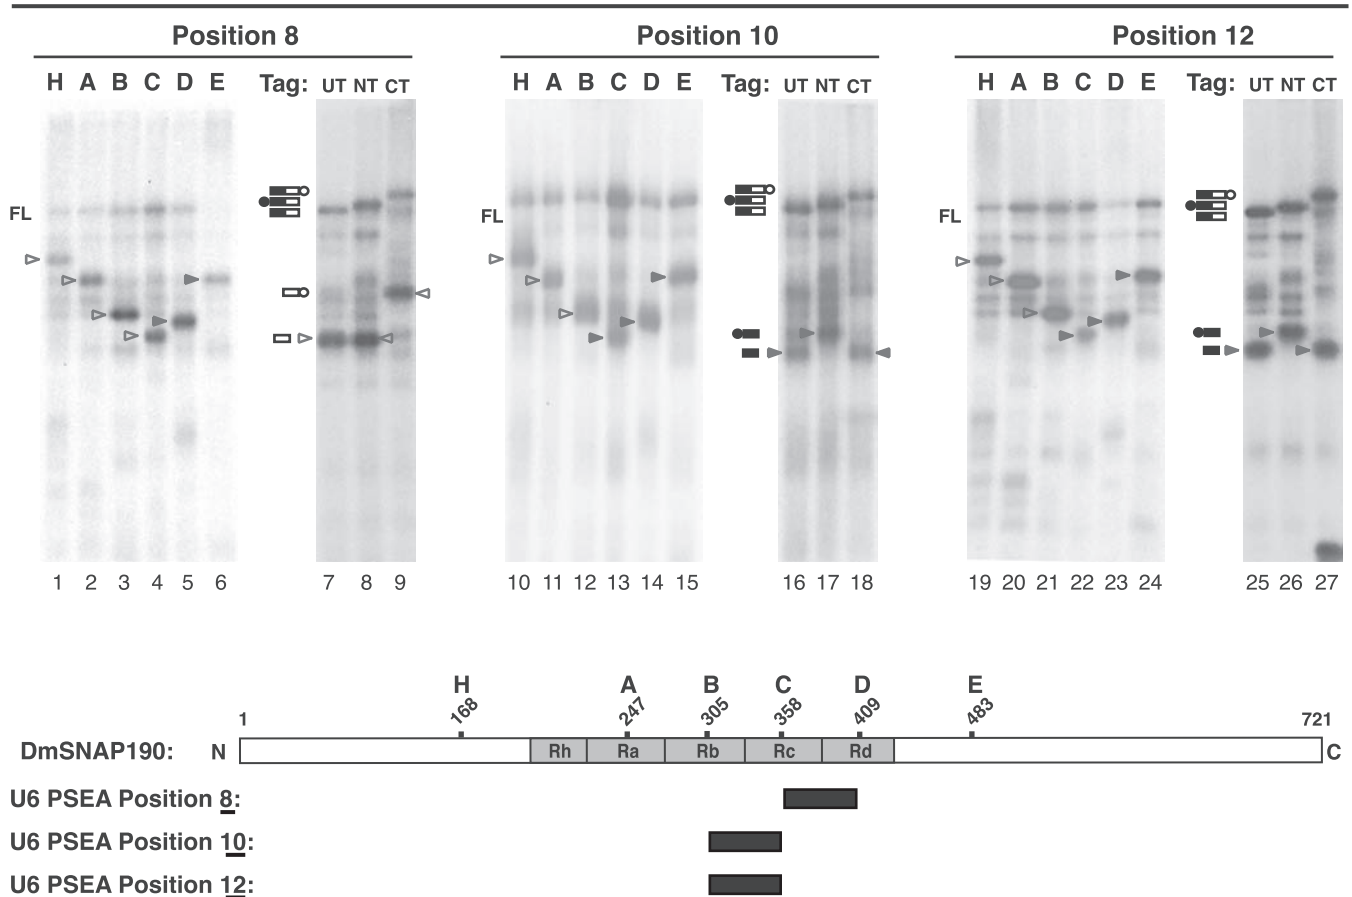 Position 8 Position 10 Position 12
H A B C D E Tag: UT NT CT H A B C D E Tag: UT NT CT H A B C D E Tag: UT NT CT
FL FL FL
1 2 3 4 5 6 7 8 9 10 11 12 13 14 15 16 17 18 19 20 21 22 23 24 25 26 27
H A B C D E
1 168 247 305 358 409 483 721
DmSNAP190: N Rh Ra Rb Rc Rd C
U6 PSEA Position 8:
U6 PSEA Position 10:
U6 PSEA Position 12: